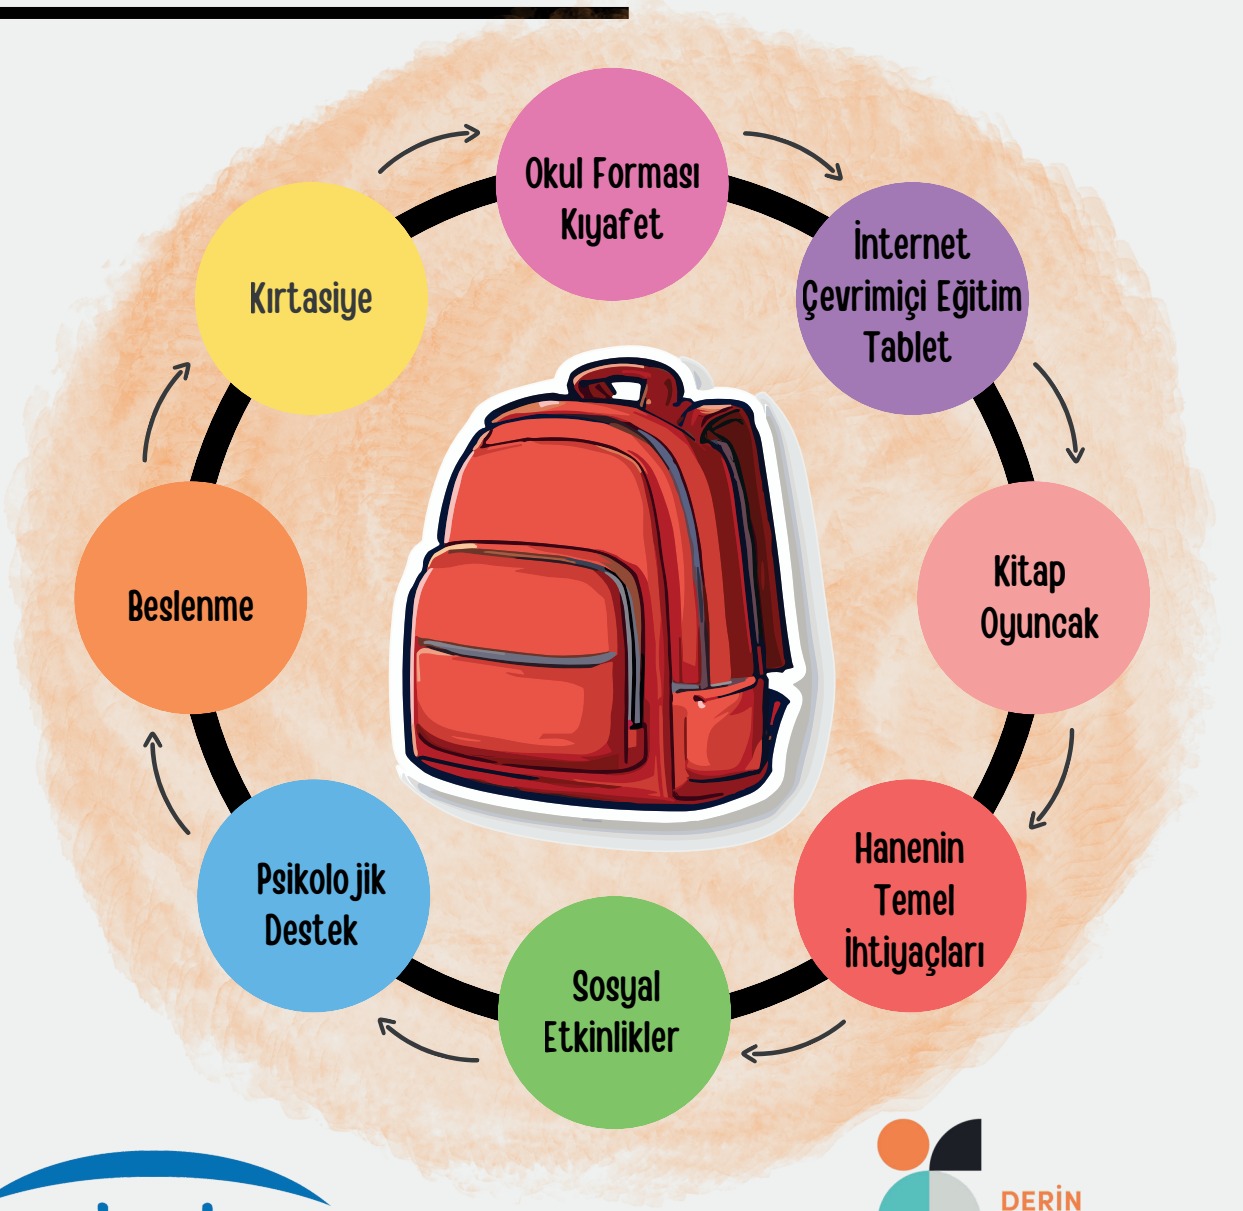 Okul Forması
Kıyafet
İnternet
Çevrimiçi Eğitim
Tablet
Kitap
Oyuncak
Hanenin
Temel
İhtiyaçları
Sosyal
Etkinlikler
Psikolojik
Destek
Beslenme
Kırtasiye
DERİN